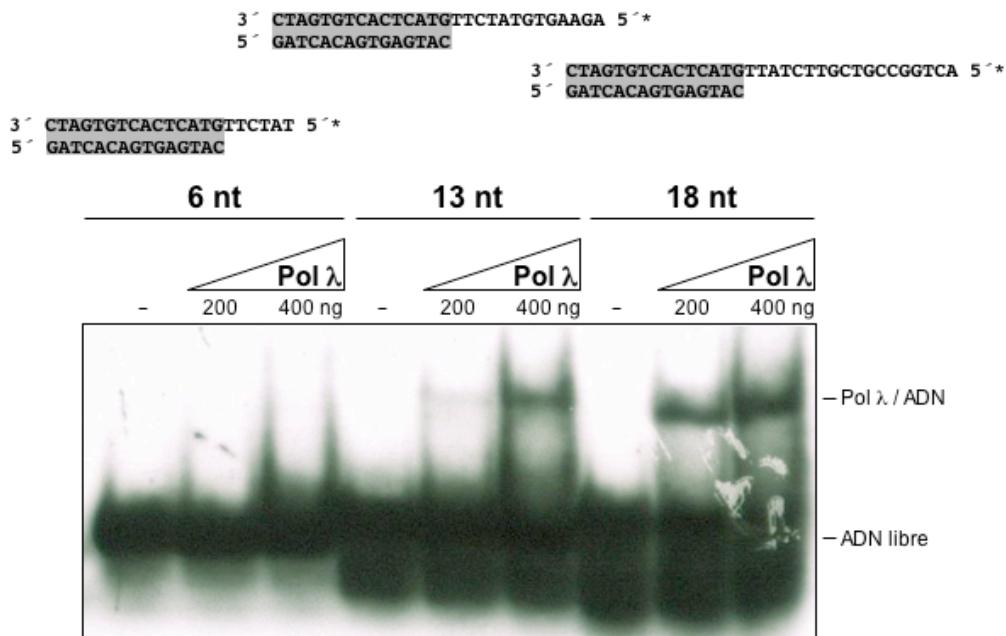 3´ CTAGTGTCACTCATGTTCTATGTGAAGA 5´*
5´ GATCACAGTGAGTAC
3´ CTAGTGTCACTCATGTTATCTTGCTGCCGGTCA 5´*
5´ GATCACAGTGAGTAC
3´ CTAGTGTCACTCATGTTCTAT 5´*
5´ GATCACAGTGAGTAC
6 nt 13 nt 18 nt
Pol λ Pol λ Pol λ
– 200 400 ng – 200 400 ng – 200 400 ng
Pol λ / ADN
ADN libre